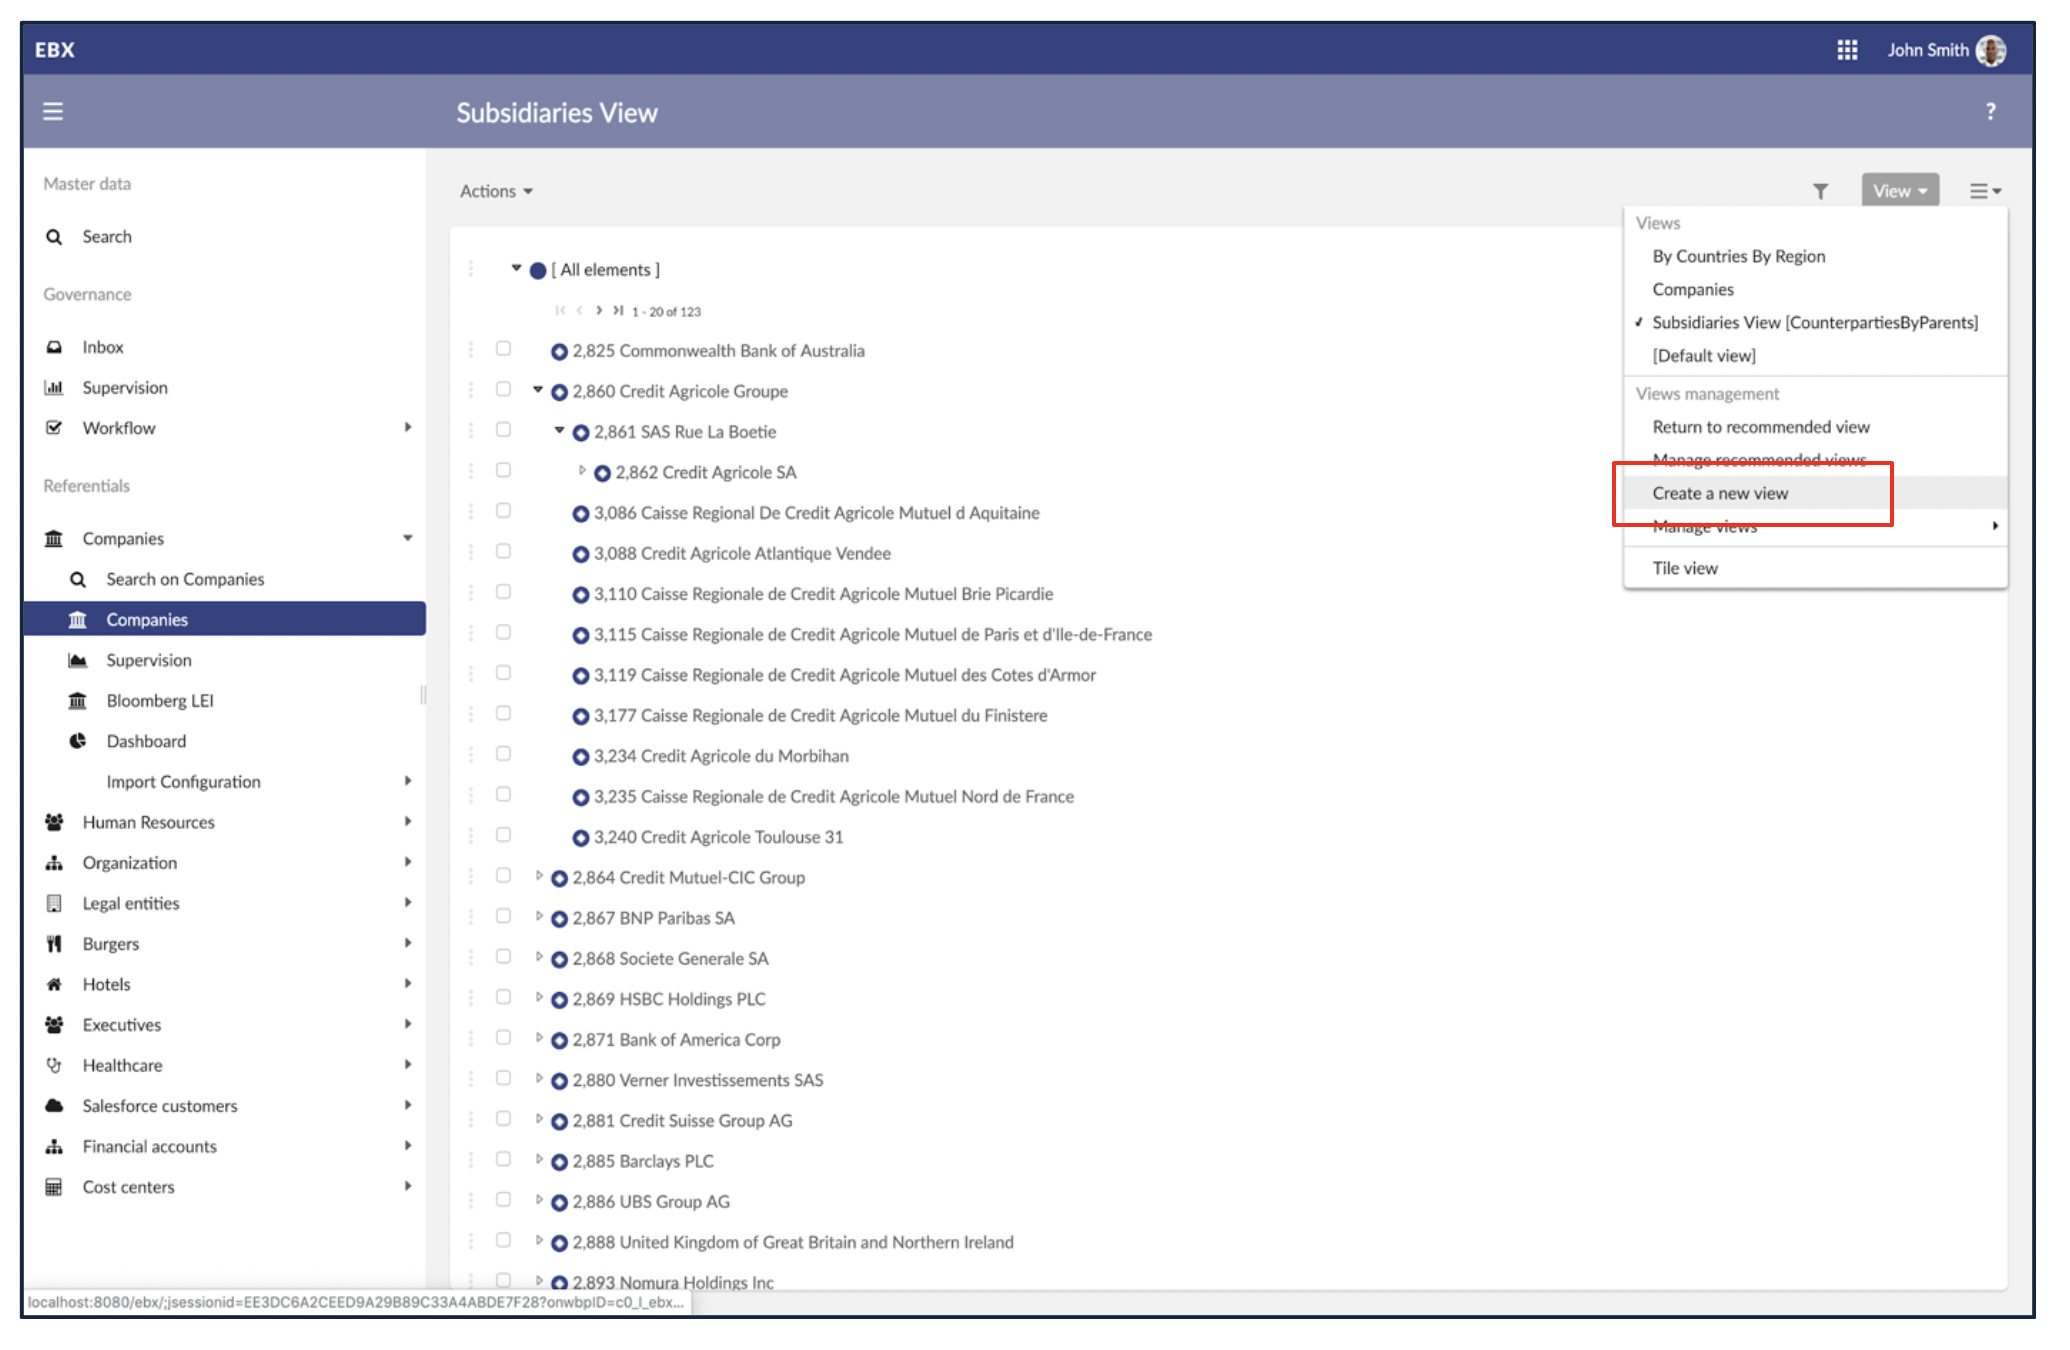 EBX
John Smith
Subsidiaries View
?
Master data
Search
Governance
Inbox
Supervision
Workflow
Referentials
Companies
Search on Companies
Companies
Supervision
Bloomberg LEI
Dashboard
Import Configuration
Human Resources
Organization
Legal entities
Burgers
Hotels
Executives
Healthcare
Salesforce customers
Financial accounts
Cost centers
Actions
View
[ All elements ]
1 - 20 of 123
2,825 Commonwealth Bank of Australia
2,860 Credit Agricole Groupe
2,861 SAS Rue La Boetie
2,862 Credit Agricole SA
3,086 Caisse Regional De Credit Agricole Mutuel d Aquitaine
3,088 Credit Agricole Atlantique Vendee
3,110 Caisse Regionale de Credit Agricole Mutuel Brie Picardie
3,115 Caisse Regionale de Credit Agricole Mutuel de Paris et d'Ile-de-France
3,119 Caisse Regionale de Credit Agricole Mutuel des Cotes d'Armor
3,177 Caisse Regionale de Credit Agricole Mutuel du Finistere
3,234 Credit Agricole du Morbihan
3,235 Caisse Regionale de Credit Agricole Mutuel Nord de France
3,240 Credit Agricole Toulouse 31
2,864 Credit Mutuel-CIC Group
2,867 BNP Paribas SA
2,868 Societe Generale SA
2,869 HSBC Holdings PLC
2,871 Bank of America Corp
2,880 Verner Investissements SAS
2,881 Credit Suisse Group AG
2,885 Barclays PLC
2,886 UBS Group AG
2,888 United Kingdom of Great Britain and Northern Ireland
2,893 Nomura Holdings Inc
Views
By Countries By Region
Companies
Subsidiaries View [CounterpartiesByParents]
[Default view]
Views management
Return to recommended view
Manage recommended views
Create a new view
Manage views
Tile view
localhost:8080/ebx/;jsessionid=EE3DC6A2CEED9A29B89C33A4ABDE7F28?onwbpID=c0_I_ebx...